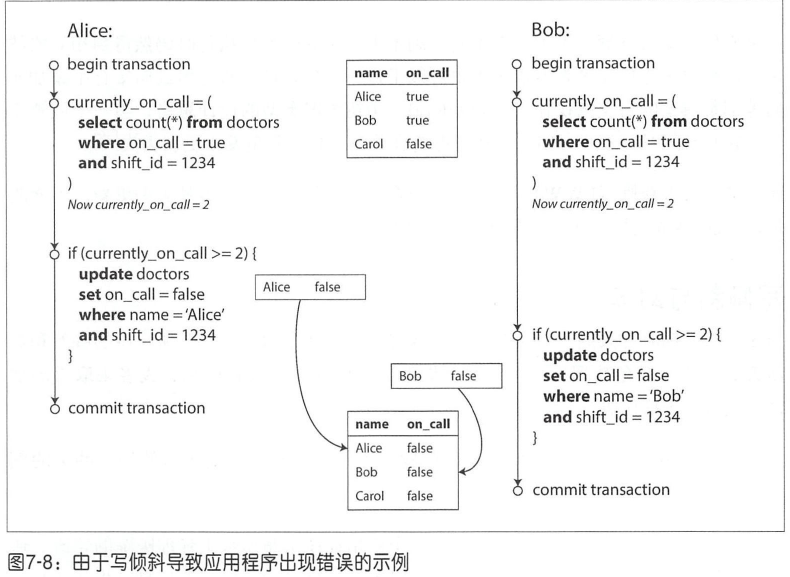 Alice:
begin transaction
currently_on_call = (
select count(*) from doctors
where on_call = true
and shift_id = 1234
)
Now currently_on_call = 2
if (currently_on_call >= 2) {
update doctors
set on_call = false
where name = 'Alice'
and shift_id = 1234
}
commit transaction
name on_call
Alice true
Bob true
Carol false
Alice false
Bob false
name on_call
Alice false
Bob false
Carol false
Bob:
begin transaction
currently_on_call = (
select count(*) from doctors
where on_call = true
and shift_id = 1234
)
Now currently_on_call = 2
if (currently_on_call >= 2) {
update doctors
set on_call = false
where name = 'Bob'
and shift_id = 1234
}
commit transaction
图7-8：由于写倾斜导致应用程序出现错误的示例